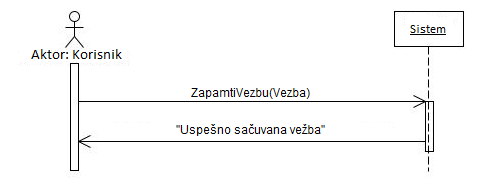 Sistem
Aktor: Korisnik
ZapamtiVezbu(Vezba)
"Uspešno sačuvana vežba"